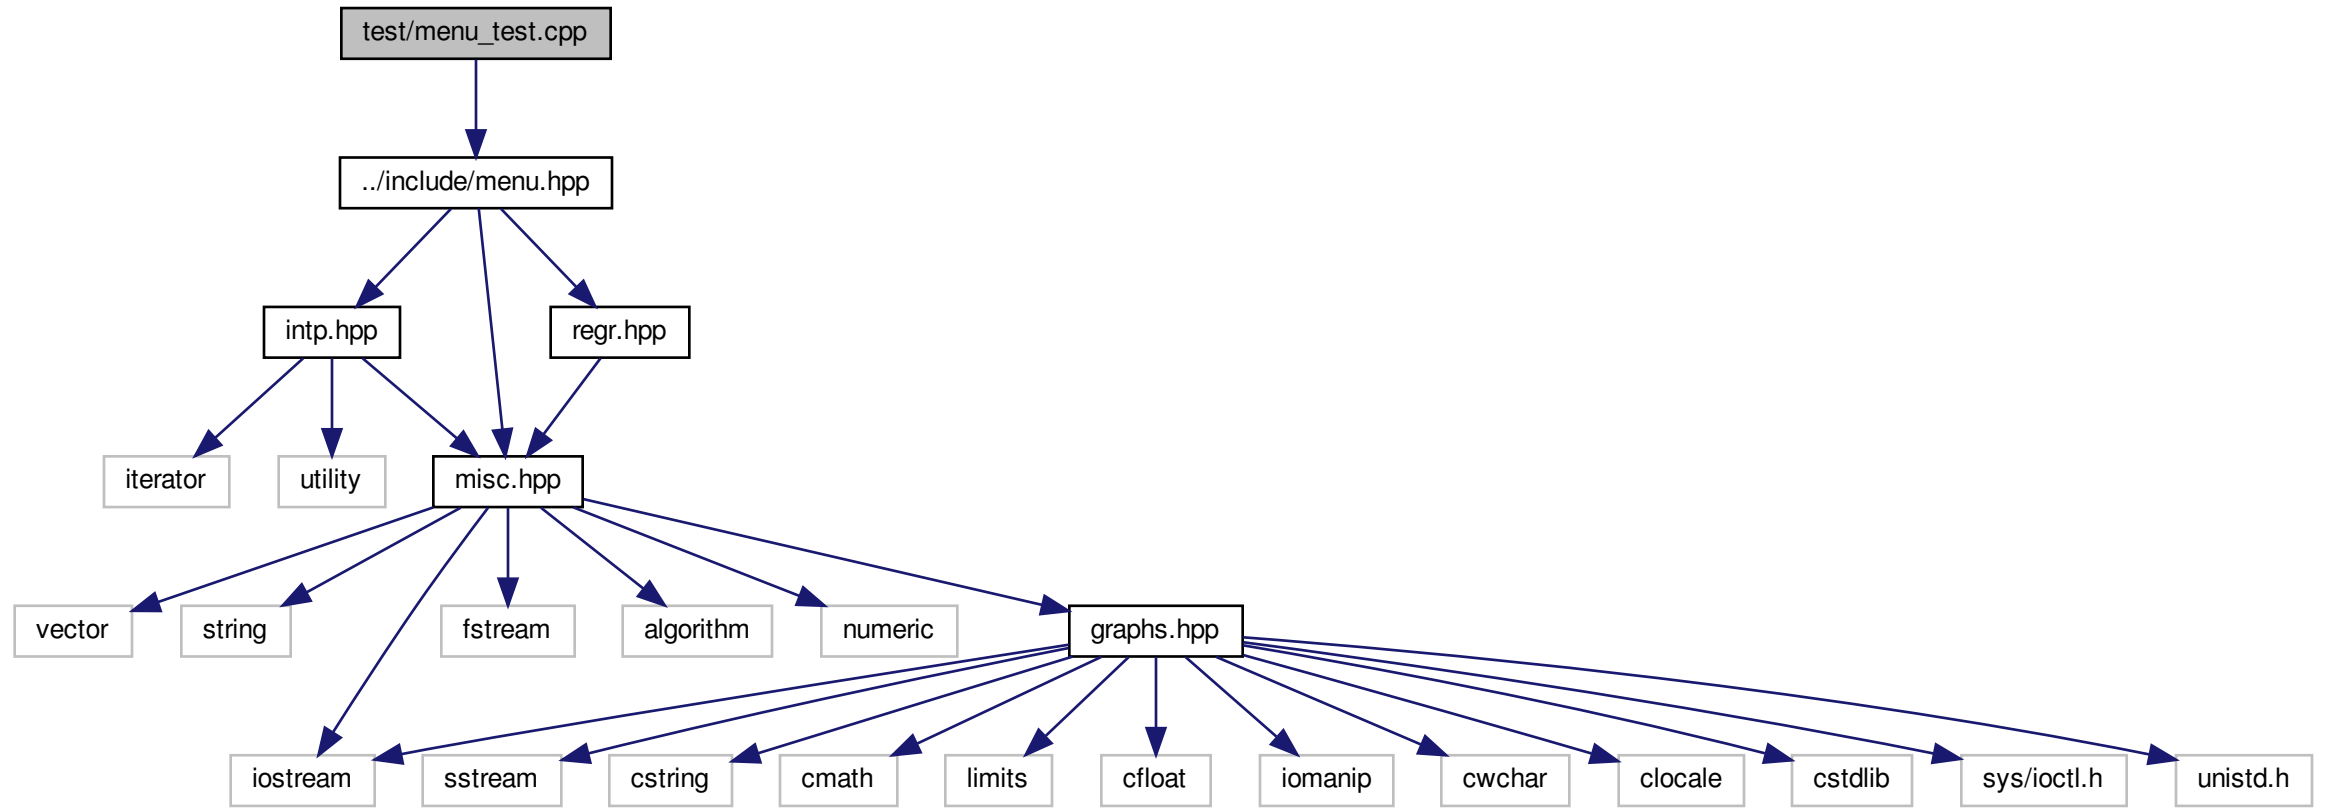 test/menu_test.cpp
../include/menu.hpp
intp.hpp
regr.hpp
iterator
utility
misc.hpp
vector
string
fstream
algorithm
numeric
graphs.hpp
iostream
sstream
cstring
cmath
limits
cfloat
iomanip
cwchar
clocale
cstdlib
sys/ioctl.h
unistd.h